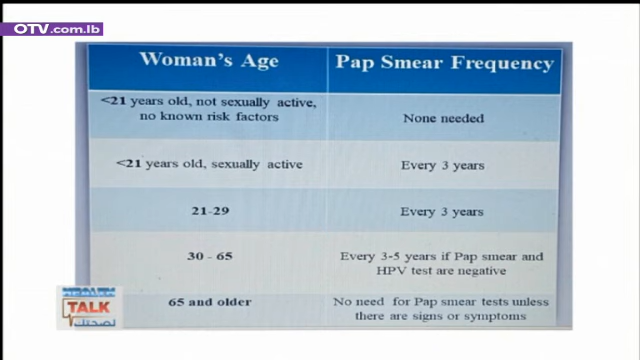 OTV.com.lb
Woman's Age
Pap Smear Frequency
<21 years old, not sexually active,
no known risk factors
None needed
<21 years old, sexually active
Every 3 years
21-29
Every 3 years
30 - 65
Every 3-5 years if Pap smear and
HPV test are negative
65 and older
No need for Pap smear tests unless
there are signs or symptoms
HEALTH
TALK
لصحتك